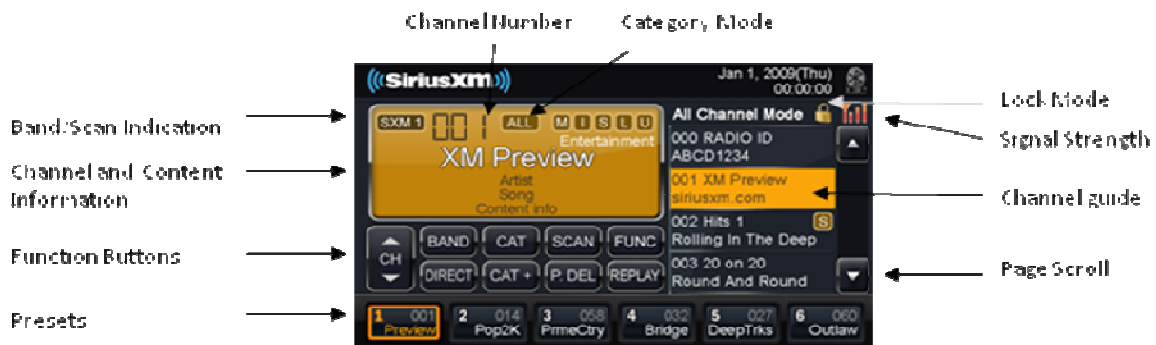 Channel Number
Category Mode
SiriusXM
Jan 1, 2009(Thu)
00:00:00
Lock Mode
Band/Scan Indication
SXM 1
001
ALL
M I S L U
Entertainment
All Channel Mode
Signal Strength
000 RADIO ID
ABCD1234
XM Preview
Channel and Content
Information
Artist
Song
Content info
001 XM Preview
siriusxm.com
Channel guide
002 Hits 1
S
Rolling In The Deep
Function Buttons
CH
BAND
CAT
SCAN
FUNC
DIRECT
CAT +
P. DEL
REPLAY
003 20 on 20
Round And Round
Page Scroll
Presets
1 001
Preview
2 014
Pop2K
3 058
PrmeCtry
4 032
Bridge
5 027
DeepTrks
6 060
Outlaw